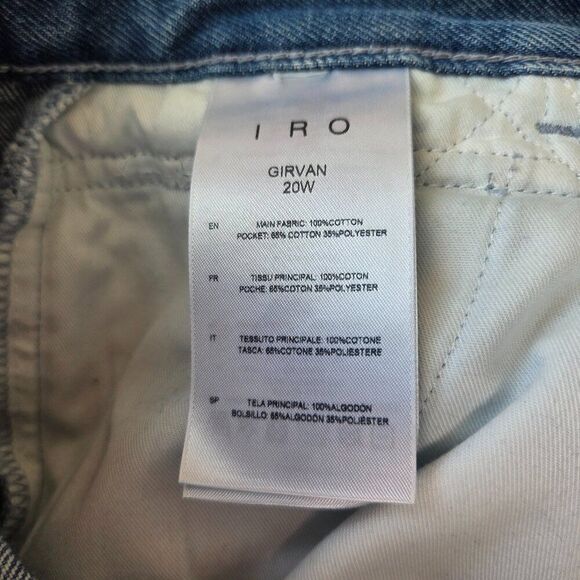 I R O
GIRVAN
20W
EN MAIN FABRIC: 100%COTTON
POCKET: 65% COTTON 35%POLYESTER
FR TISSU PRINCIPAL: 100%COTON
POCHE: 65%COTON 35%POLYESTER
IT TESSUTO PRINCIPALE: 100%COTONE
TASCA: 65%COTONE 35%POLIESTERE
SP TELA PRINCIPAL: 100%ALGODÓN
BOLSILLO: 65%ALGODÓN 35%POLIÉSTER